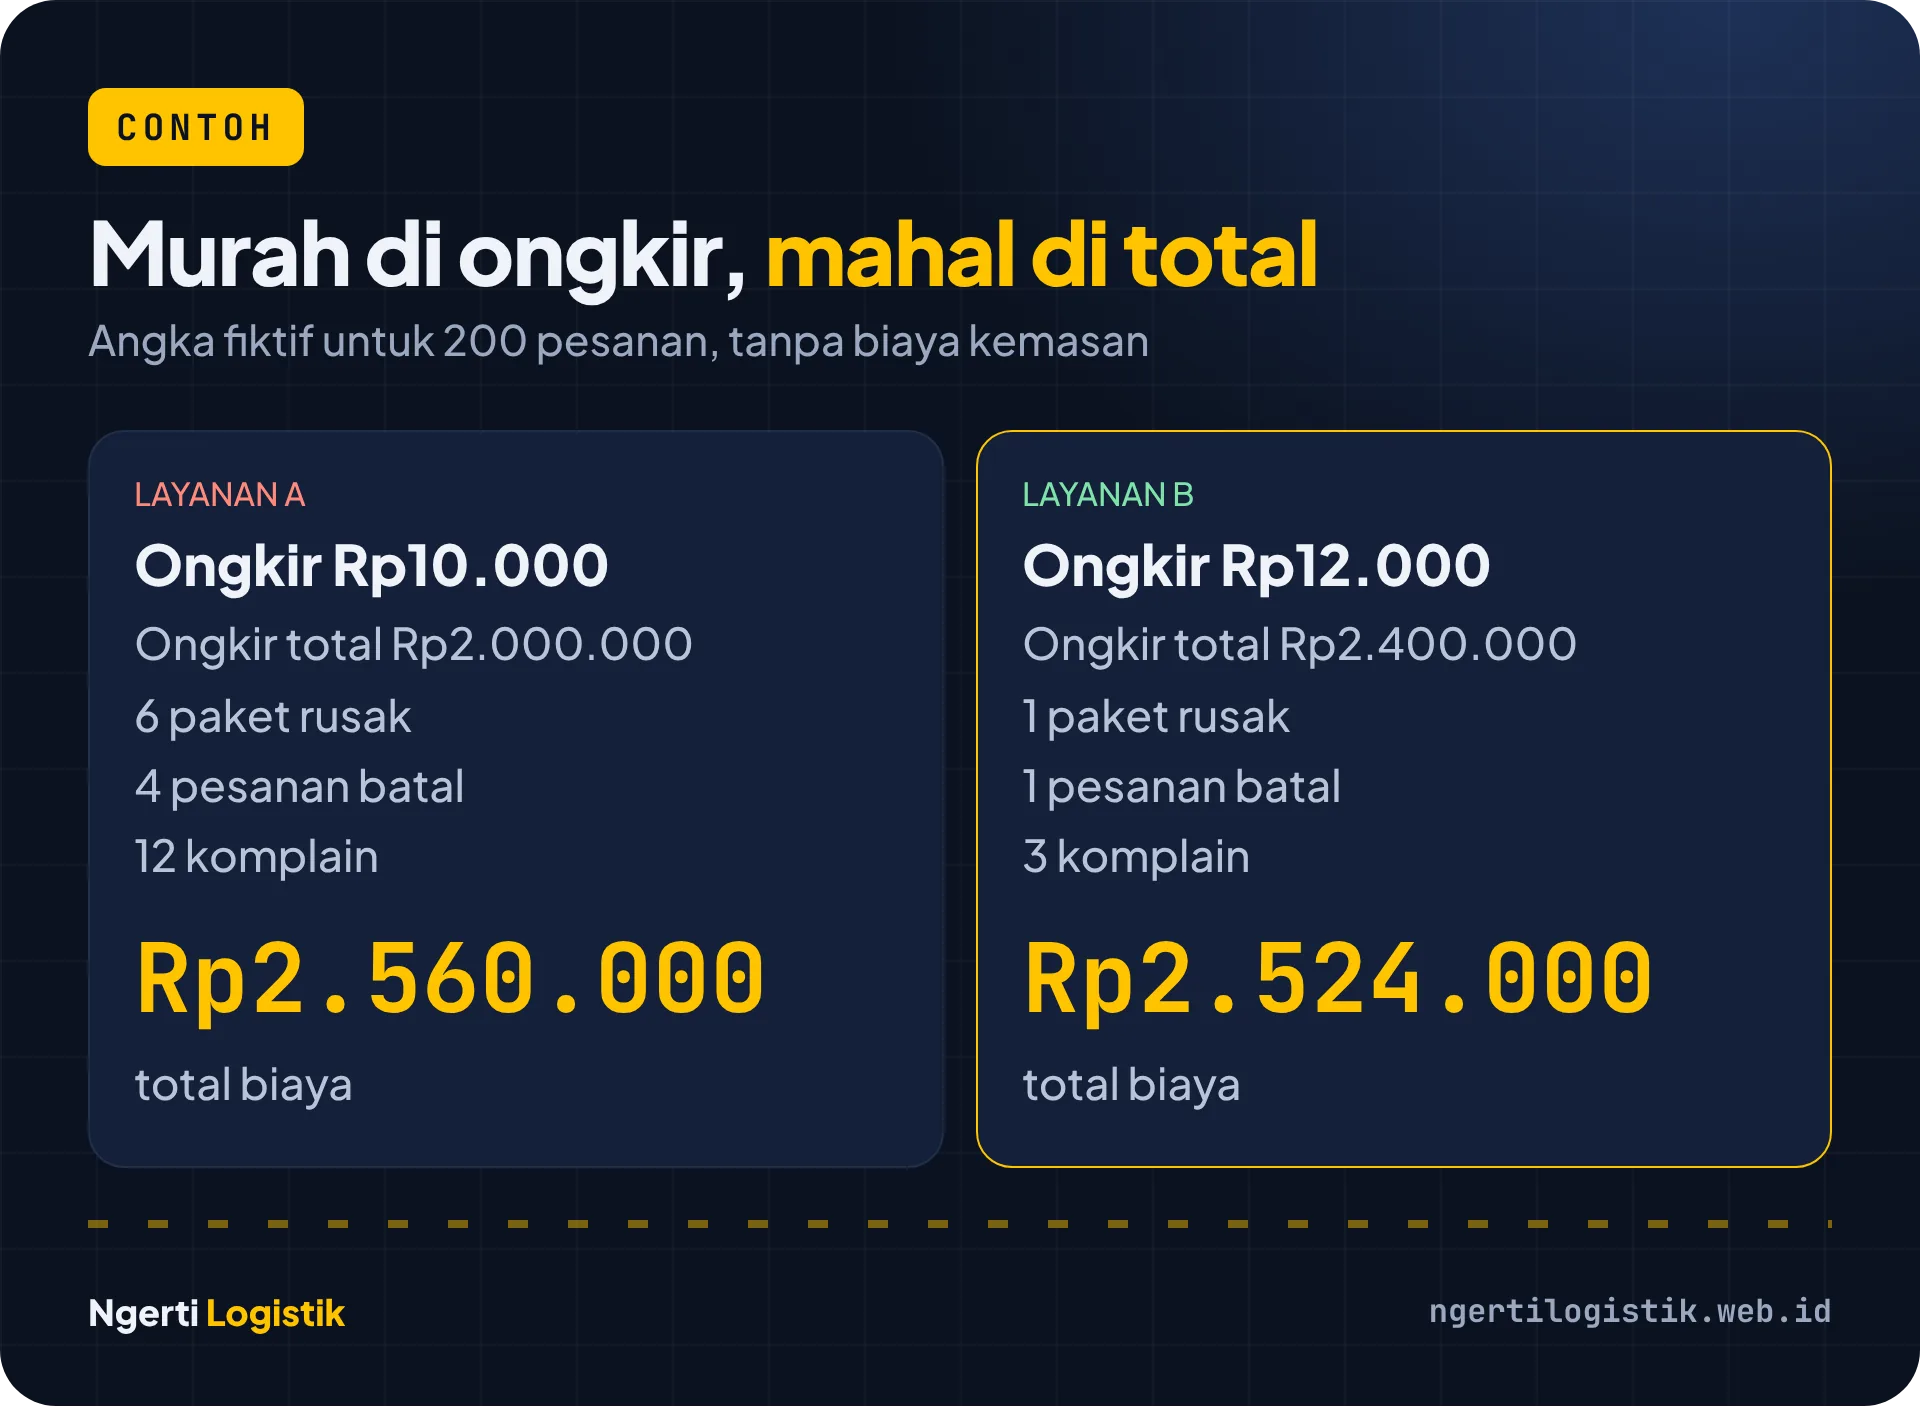 CONTOH
Murah di ongkir, mahal di total
Angka fiktif untuk 200 pesanan, tanpa biaya kemasan
LAYANAN A
Ongkir Rp10.000
Ongkir total Rp2.000.000
6 paket rusak
4 pesanan batal
12 komplain
Rp2.560.000
total biaya
LAYANAN B
Ongkir Rp12.000
Ongkir total Rp2.400.000
1 paket rusak
1 pesanan batal
3 komplain
Rp2.524.000
total biaya
Ngerti Logistik
ngertilogistik.web.id